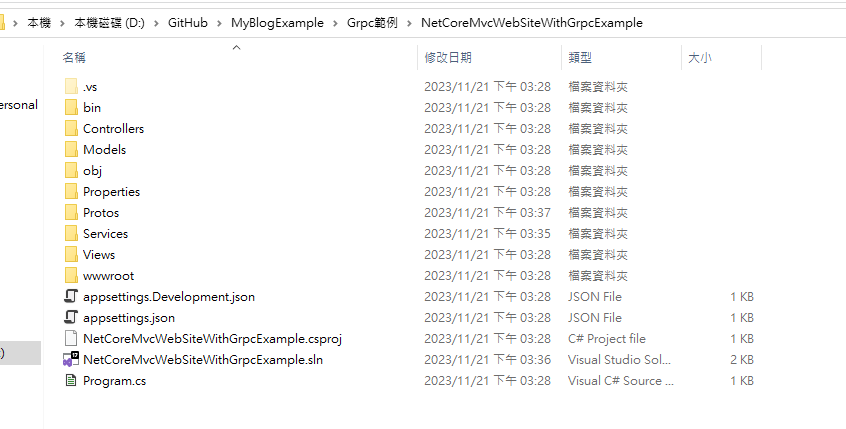 本機 > 本機磁碟 (D:) > GitHub > MyBlogExample > Grpc範例 > NetCoreMvcWebSiteWithGrpcExample
名稱 修改日期 類型 大小
.vs 2023/11/21 下午 03:28 檔案資料夾
ersonal
bin 2023/11/21 下午 03:28 檔案資料夾
Controllers 2023/11/21 下午 03:28 檔案資料夾
Models 2023/11/21 下午 03:28 檔案資料夾
obj 2023/11/21 下午 03:28 檔案資料夾
Properties 2023/11/21 下午 03:28 檔案資料夾
Protos 2023/11/21 下午 03:37 檔案資料夾
Services 2023/11/21 下午 03:35 檔案資料夾
Views 2023/11/21 下午 03:28 檔案資料夾
wwwroot 2023/11/21 下午 03:28 檔案資料夾
appsettings.Development.json 2023/11/21 下午 03:28 JSON File 1 KB
appsettings.json 2023/11/21 下午 03:28 JSON File 1 KB
NetCoreMvcWebSiteWithGrpcExample.csproj 2023/11/21 下午 03:28 C# Project file 1 KB
NetCoreMvcWebSiteWithGrpcExample.sln 2023/11/21 下午 03:36 Visual Studio Sol... 2 KB
Program.cs 2023/11/21 下午 03:28 Visual C# Source ... 1 KB